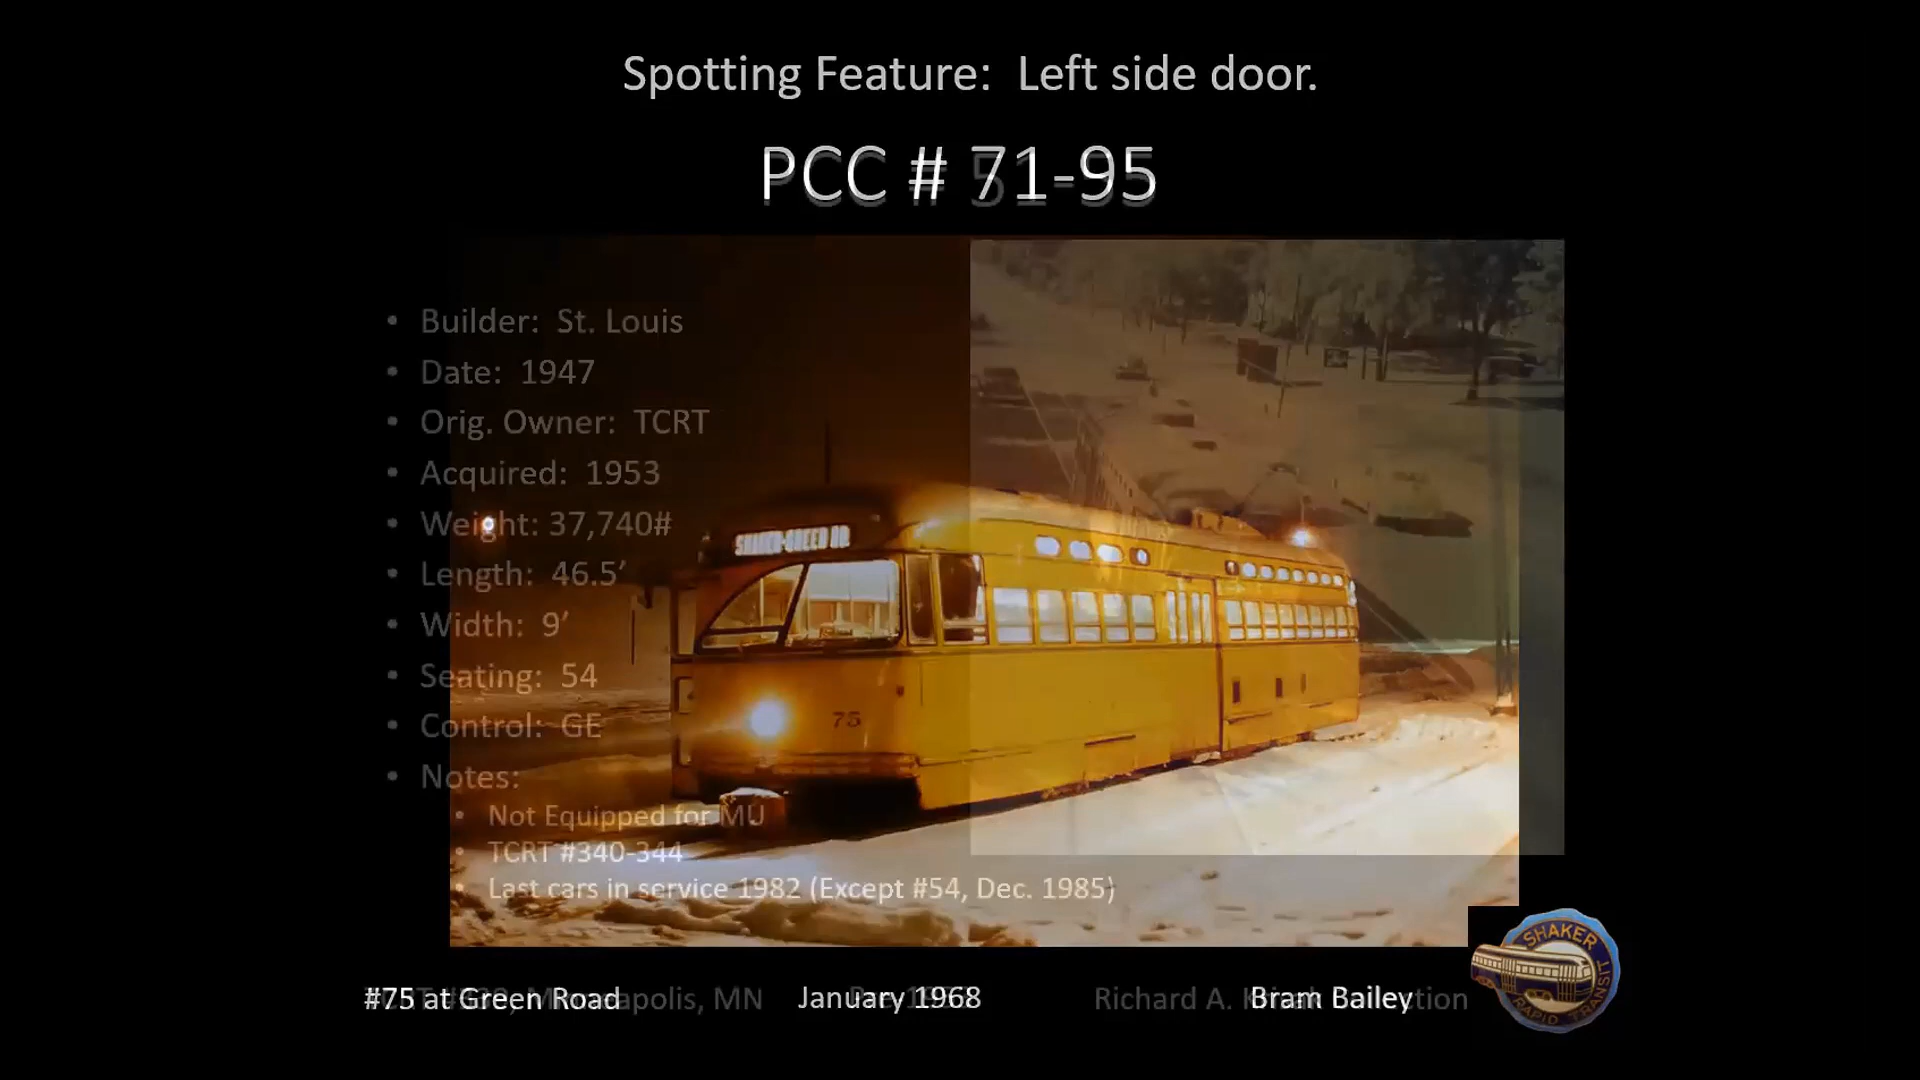 Spotting Feature: Left side door.
PCC # 71-95
• Builder: St. Louis
• Date: 1947
• Orig. Owner: TCRT
• Acquired: 1953
• Weight: 37,740#
• Length: 46.5’
• Width: 9’
• Seating: 54
• Control: GE
• Notes:
• Not Equipped for MU
• TCRT #340-344
• Last cars in service 1982 (Except #54, Dec. 1985)
75
#75 at Green Road
Minneapolis, MN
January 1968
Richard A.
Bram Bailey
SHAKER
RAPID TRANSIT